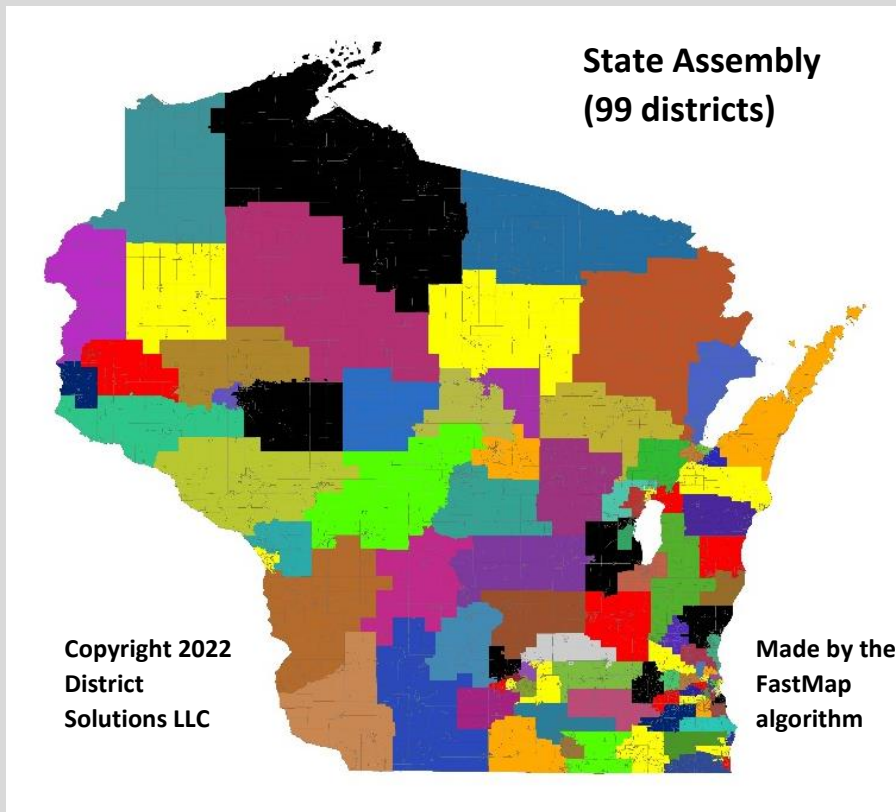 State Assembly
(99 districts)
Copyright 2022
District
Solutions LLC
Made by the
FastMap
algorithm